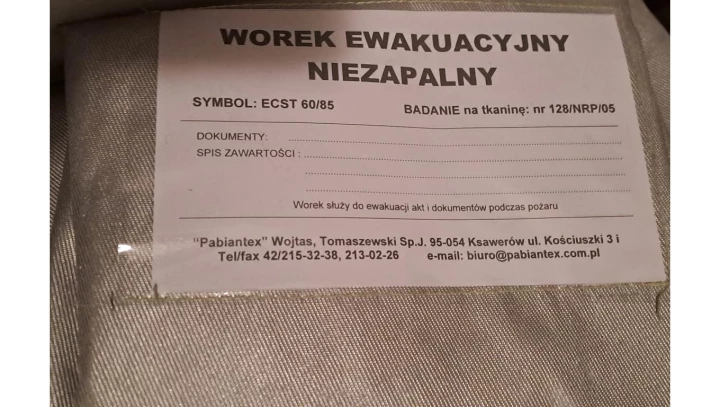 WOREK EWAKUACYJNY
NIEZAPALNY
SYMBOL: ECST 60/85 BADANIE na tkaninę: nr 128/NRP/05
DOKUMENTY: ....................
SPIS ZAWARTOŚCI : ....................
....................
....................
Worek służy do ewakuacji akt i dokumentów podczas pożaru
“Pabiantex” Wojtas, Tomaszewski Sp.J. 95-054 Ksawerów ul. Kościuszki 3 i
Tel/fax 42/215-32-38, 213-02-26 e-mail: biuro@pabiantex.com.pl